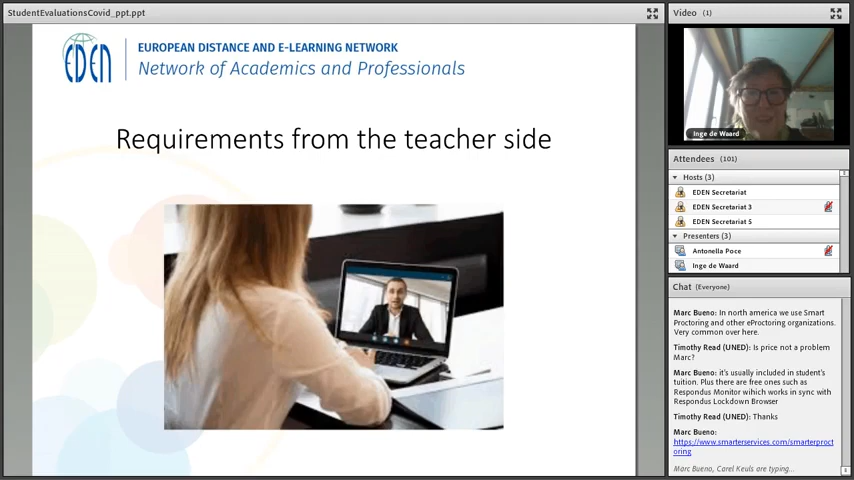 StudentEvaluationsCovid_ppt.ppt
EDEN
EUROPEAN DISTANCE AND E-LEARNING NETWORK
Network of Academics and Professionals
Requirements from the teacher side
Video (1)
Inge de Waard
Attendees (101)
Hosts (3)
EDEN Secretariat
EDEN Secretariat 3
EDEN Secretariat 5
Presenters (3)
Antonella Poce
Inge de Waard
Chat (Everyone)
Marc Bueno: In north america we use Smart
Proctoring and other eProctoring organizations.
Very common over here.
Timothy Read (UNED): Is price not a problem
Marc?
Marc Bueno: it's usually included in student's
tuition. Plus there are free ones such as
Respondus Monitor which works in sync with
Respondus Lockdown Browser
Timothy Read (UNED): Thanks
Marc Bueno:
https://www.smarterservices.com/smarterproct
oring
Marc Bueno, Carel Keuls are typing...